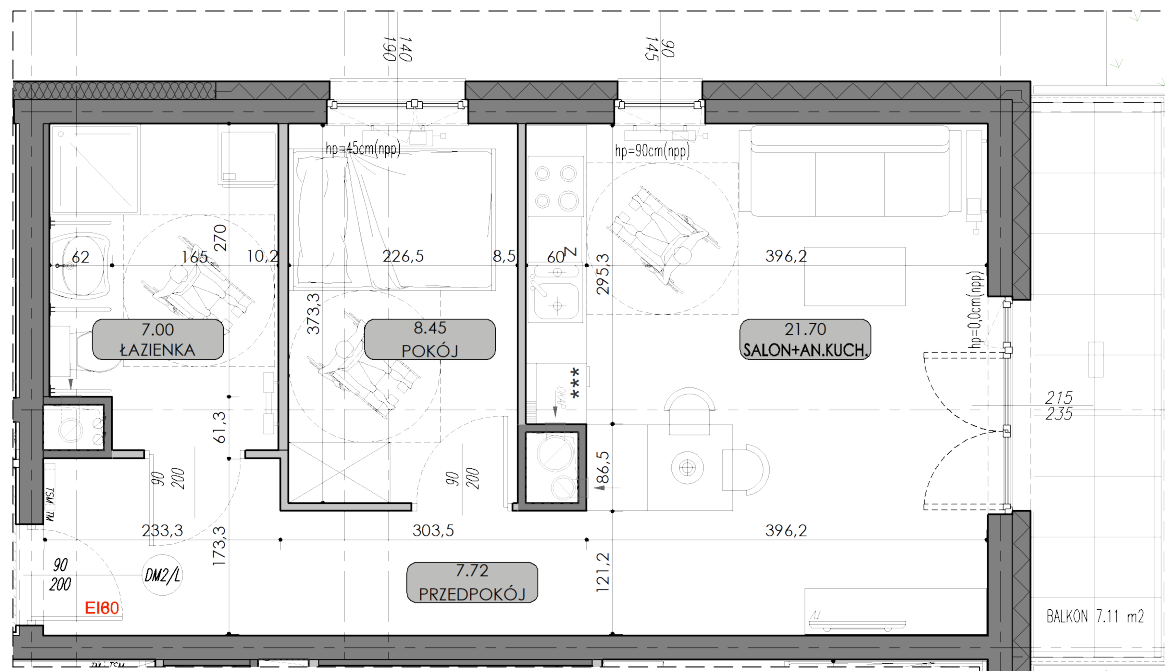 140
190
90
145
hp=45cm(npp)
hp=90cm(npp)
62
165
270
10,2
226,5
8,5
60
Z
295,3
396,2
373,3
hp=0,0cm(npp)
7.00
ŁAZIENKA
8.45
POKÓJ
21.70
SALON+AN.KUCH.
***
215
235
61,3
86,5
90
200
90
200
TSM TM
233,3
173,3
303,5
396,2
121,2
90
200
DM2/L
EI60
7.72
PRZEDPOKÓJ
BALKON 7.11 m2